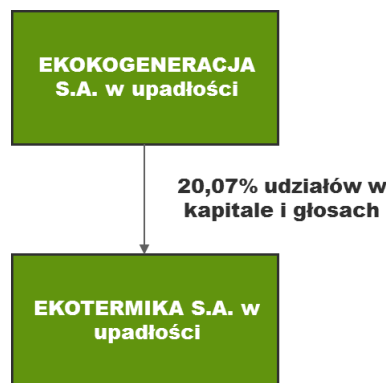 EKOKOGENERACJA
S.A. w upadłości
20,07% udziałów w
kapitale i głosach
EKOTERMIKA S.A. w
upadłości